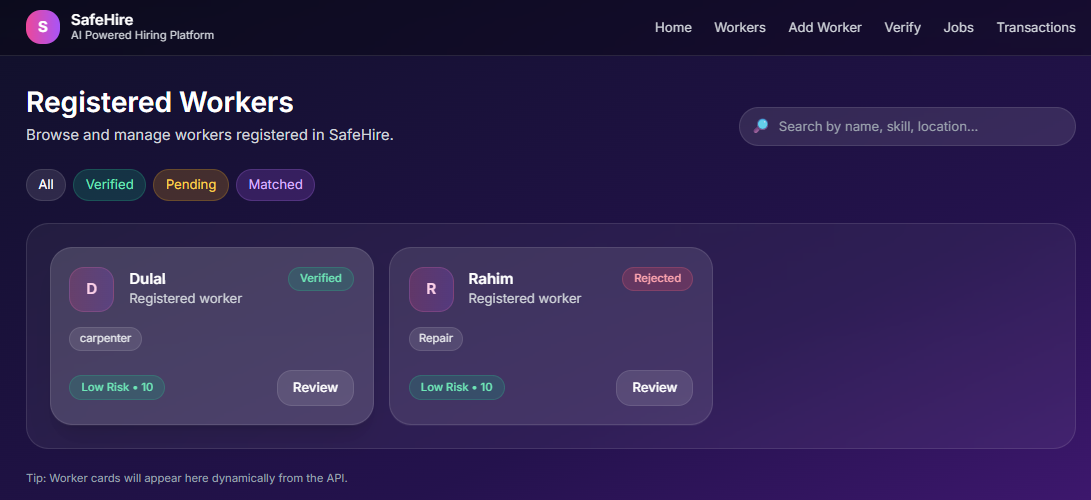 S
SafeHire
AI Powered Hiring Platform
Home Workers Add Worker Verify Jobs Transactions
Registered Workers
Browse and manage workers registered in SafeHire.
Search by name, skill, location...
All Verified Pending Matched
D
Dulal
Registered worker
Verified
carpenter
Low Risk • 10
Review
R
Rahim
Registered worker
Rejected
Repair
Low Risk • 10
Review
Tip: Worker cards will appear here dynamically from the API.